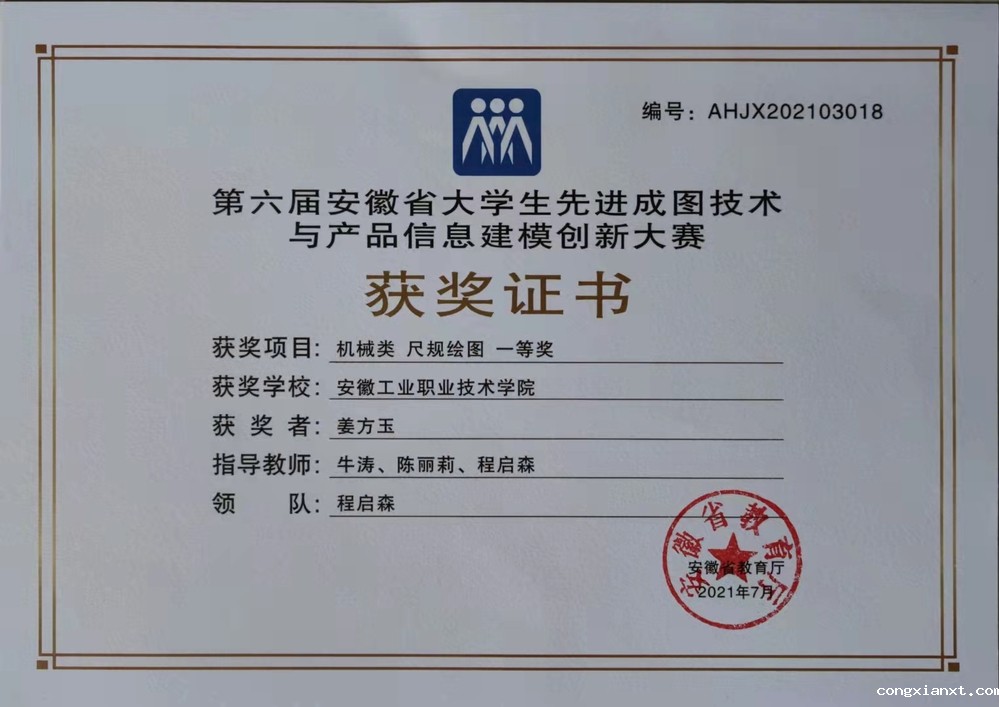 编号：AHJX202103018
第六届安徽省大学生先进成图技术
与产品信息建模创新大赛
获奖证书
获奖项目：机械类 尺规绘图 一等奖
获奖学校：安徽工业职业技术学院
获 奖 者：姜方玉
指导教师：牛涛、陈丽莉、程启森
领 队：程启森
安徽省教育厅
安徽省教育厅
2021年7月
congxianxt.com